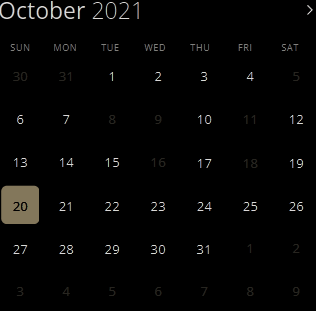 October 2021
SUN MON TUE WED THU FRI SAT
30 31 1 2 3 4 5
6 7 8 9 10 11 12
13 14 15 16 17 18 19
20 21 22 23 24 25 26
27 28 29 30 31 1 2
3 4 5 6 7 8 9